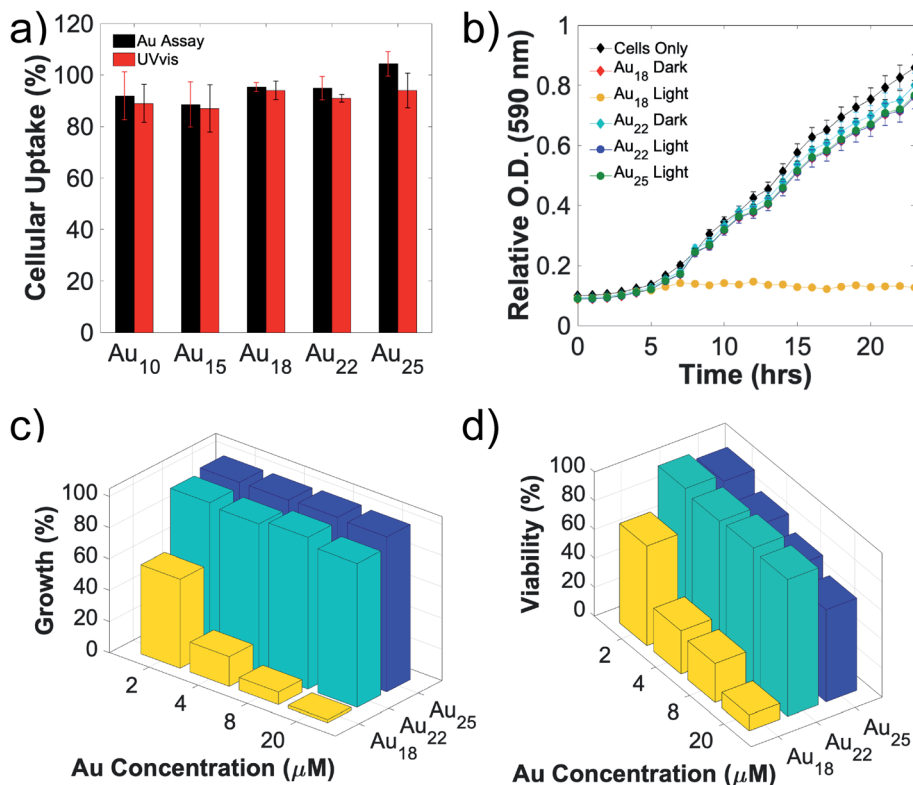 a)
120
100
80
60
40
20
0
Cellular Uptake (%)
Au Assay
UVvis
Au10
Au15
Au18
Au22
Au25
b)
1
0.8
0.6
0.4
0.2
0
Relative O.D. (590 nm)
Cells Only
Au18 Dark
Au18 Light
Au22 Dark
Au22 Light
Au25 Light
0
5
10
15
20
Time (hrs)
c)
100
80
60
40
20
0
Growth (%)
2
4
8
20
Au Concentration (μM)
Au18
Au22
Au25
d)
100
80
60
40
20
0
Viability (%)
2
4
8
20
Au Concentration (μM)
Au18
Au22
Au25